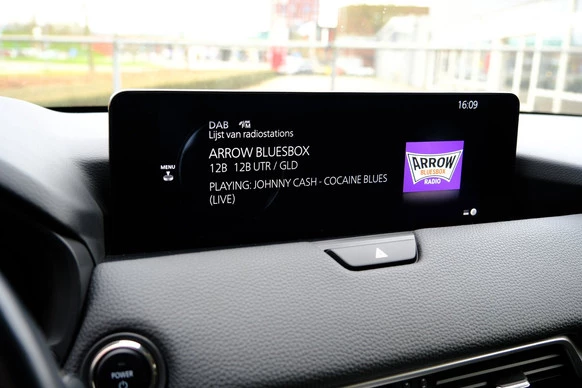 16:09
DAB
Lijst van radiostations
ARROW BLUESBOX
12B 12B UTR / GLD
PLAYING: JOHNNY CASH - COCAINE BLUES
(LIVE)
MENU
ARROW
BLUESBOX
RADIO
POWER